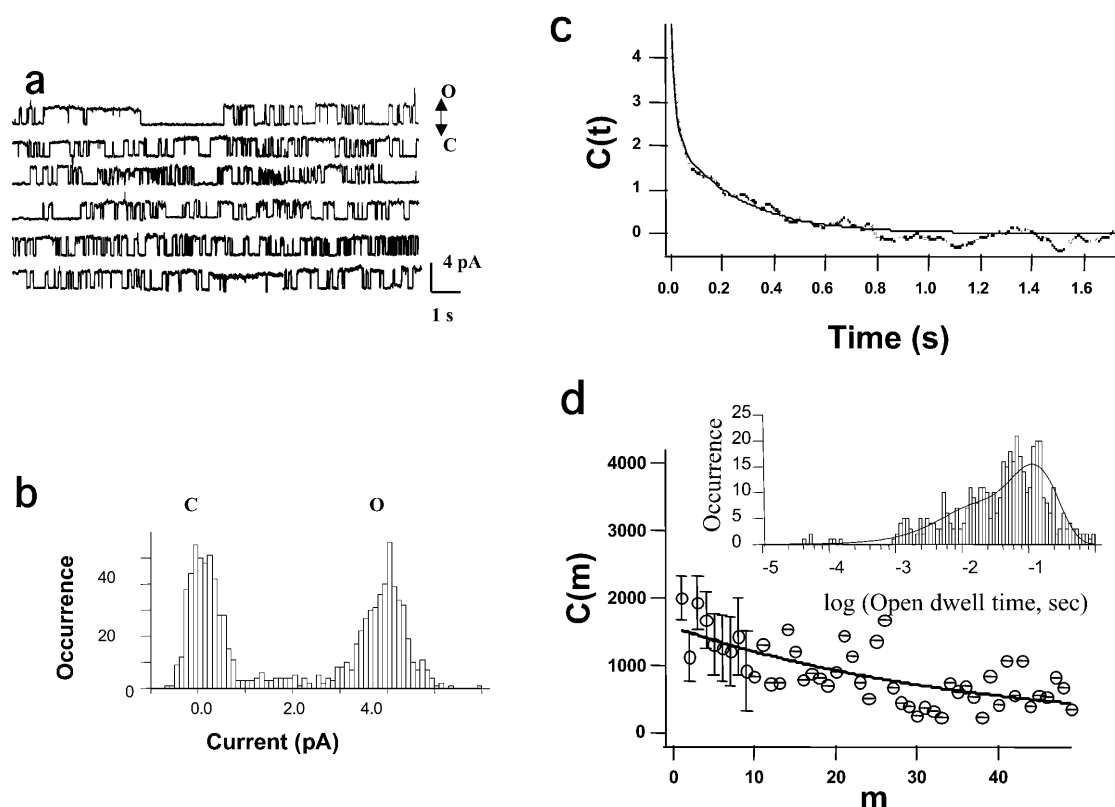 a
O
C
4 pA
1 s
b
C
O
Occurrence
40
20
0
0.0 2.0 4.0
Current (pA)
c
C(t)
4
3
2
1
0
0.0 0.2 0.4 0.6 0.8 1.0 1.2 1.4 1.6
Time (s)
d
C(m)
4000
3000
2000
1000
0
0 10 20 30 40
m
Occurrence
25
20
15
10
5
0
-5 -4 -3 -2 -1
log (Open dwell time, sec)